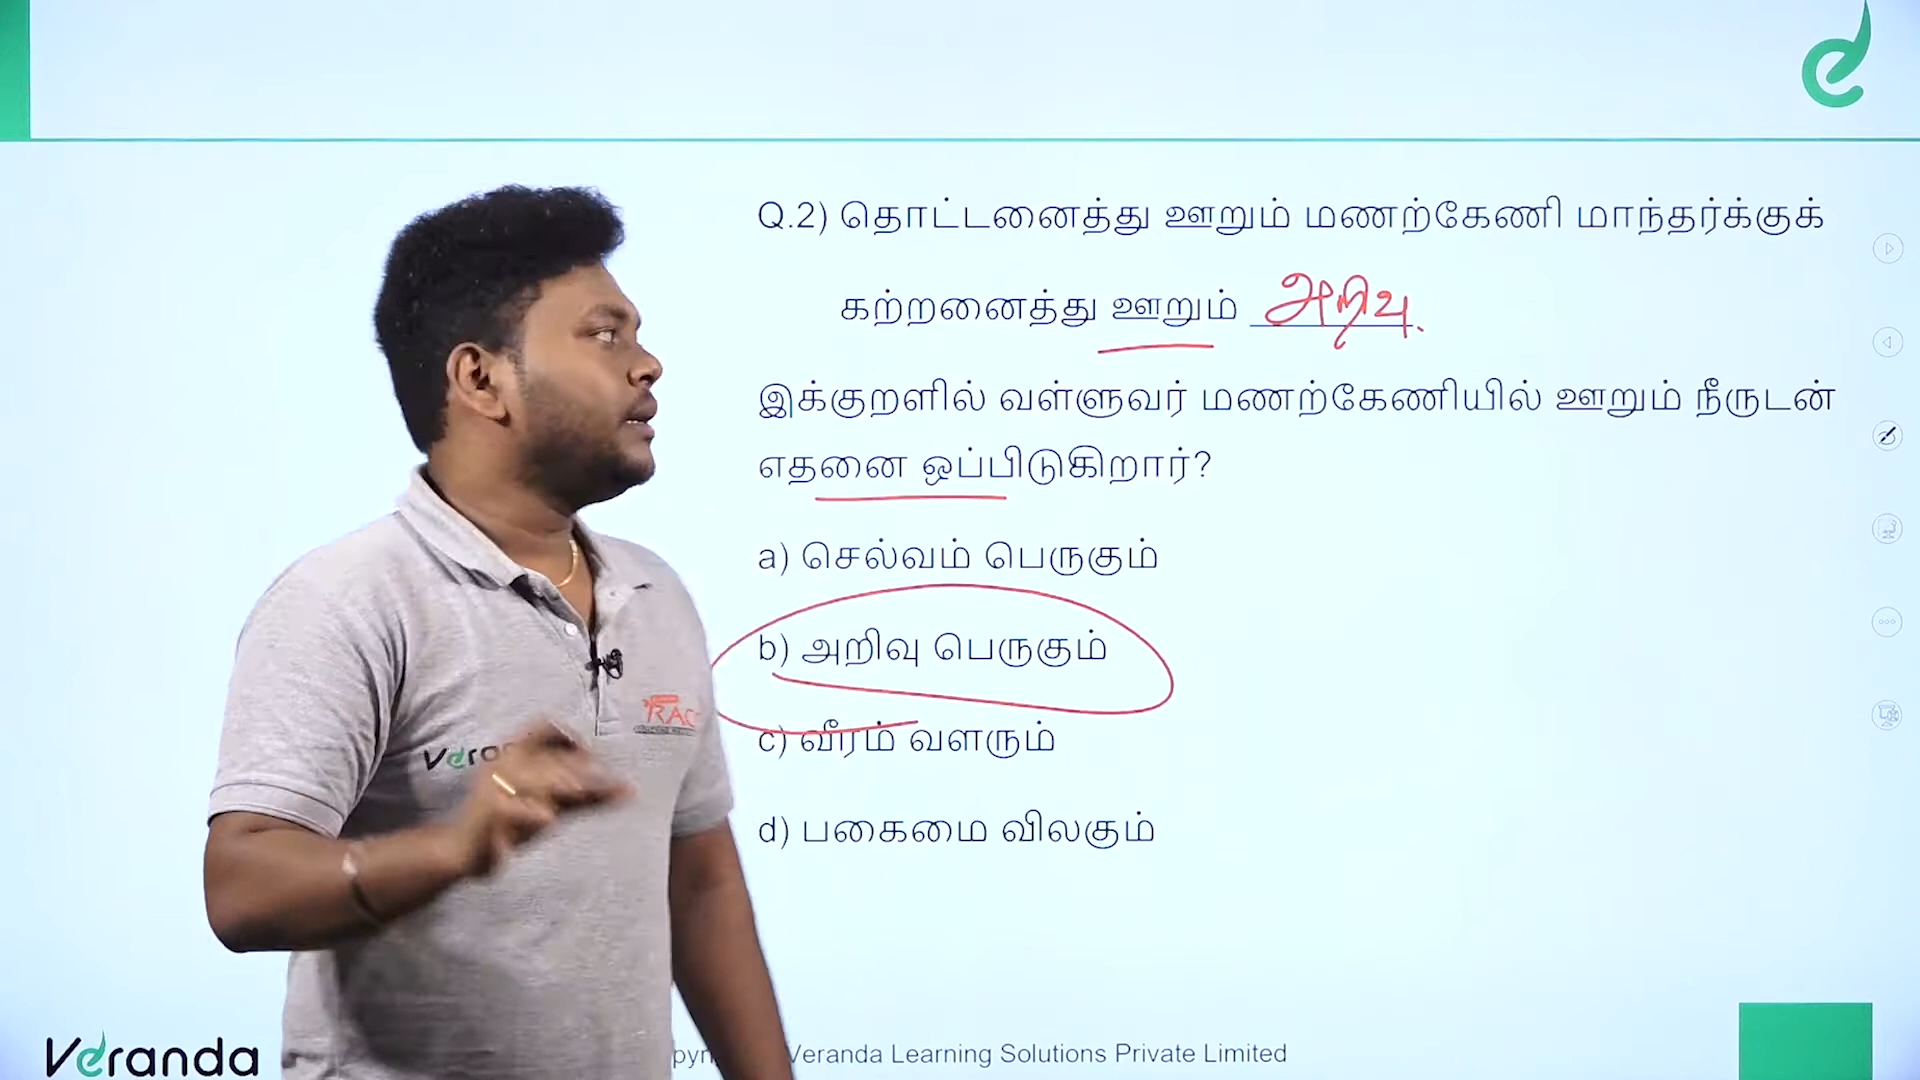 Q.2) தொட்டனைத்து ஊறும் மணற்கேணி மாந்தர்க்குக்
கற்றனைத்து ஊறும் அறிவு.
இக்குறளில் வள்ளுவர் மணற்கேணியில் ஊறும் நீருடன்
எதனை ஒப்பிடுகிறார்?
a) செல்வம் பெருகும்
b) அறிவு பெருகும்
c) வீரம் வளரும்
d) பகைமை விலகும்
RACE
Veranda
Veranda Learning Solutions Private Limited